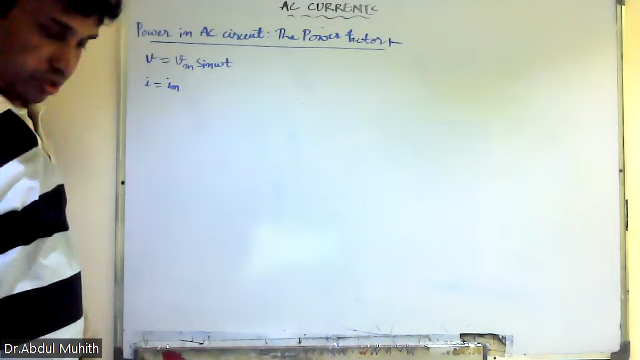 AC CURRENTS
Power in AC circuit: The Power factor
v = vm sinωt
i = im
Dr.Abdul Muhith